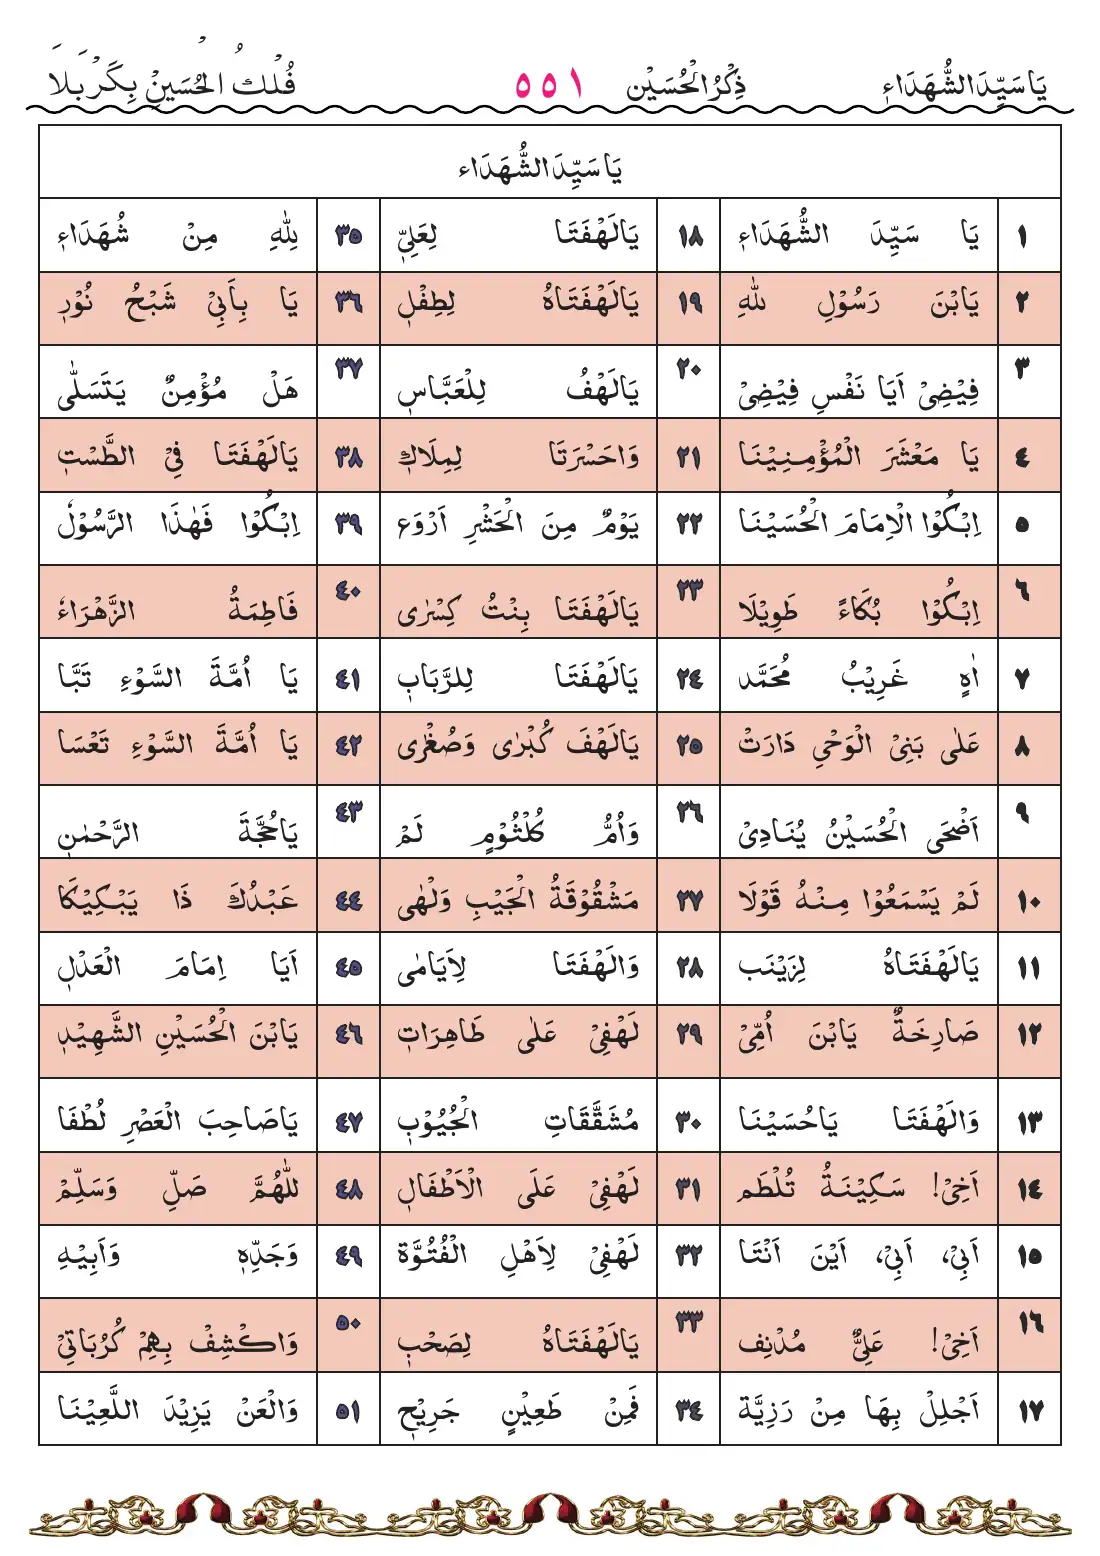 يَا سَيِّدَ الشُّهَدَاءِ ذِكْرُ الْحُسَيْن ٥٥١ فُلْكُ الْحُسَيْنِ بِكَرْبَلَا
يَا سَيِّدَ الشُّهَدَاء
١ يَا سَيِّدَ الشُّهَدَاءِ ١٨ يَالَهْفَتَا لِعَلِيٍّ ٣٥ لِلّٰهِ مِنْ شُهَدَاءٍ
٢ يَابْنَ رَسُوْلِ للهِ ١٩ يَالَهْفَتَاهُ لِطِفْلٍ ٣٦ يَا بِأَبِيْ شَبْحُ نُوْرٍ
٣ فِيْضِيْ اَيَا نَفْسِ فِيْضِيْ ٢٠ يَالَهْفُ لِلْعَبَّاسِ ٣٧ هَلْ مُؤْمِنٌ يَتَسَلّٰى
٤ يَا مَعْشَرَ الْمُؤْمِنِيْنَا ٢١ وَاحَسْرَتَا لِمِلَاكٍ ٣٨ يَالَهْفَتَا فِيْ الطَّسْتِ
٥ اِبْكُوْا الْاِمَامَ الْحُسَيْنَا ٢٢ يَوْمٌ مِنَ الْحَشْرِ اَرْوَع ٣٩ اِبْكُوْا فَهٰذَا الرَّسُوْلُ
٦ اِبْكُوْا بُكَاءً طَوِيْلَا ٢٣ يَالَهْفَتَا بِنْتُ كِسْرٰى ٤٠ فَاطِمَةُ الزَّهْرَاءُ
٧ اٰهٍ غَرِيْبُ مُحَمَّد ٢٤ يَالَهْفَتَا لِلرَّبَابِ ٤١ يَا اُمَّةَ السَّوْءِ تَبَّا
٨ عَلٰى بَنِيْ الْوَحْيِ دَارَتْ ٢٥ يَالَهْفَ كُبْرٰى وَصُغْرٰى ٤٢ يَا اُمَّةَ السَّوْءِ تَعْسَا
٩ اَضْحَى الْحُسَيْنُ يُنَادِيْ ٢٦ وَاُمُّ كُلْثُوْمٍ لَمْ ٤٣ يَاحُجَّةَ الرَّحْمٰنِ
١٠ لَمْ يَسْمَعُوْا مِنْهُ قَوْلَا ٢٧ مَشْقُوْقَةُ الْجَيْبِ وَلْهٰى ٤٤ عَبْدُكَ ذَا يَبْكِيْكَا
١١ يَالَهْفَتَاهُ لِزَيْنَب ٢٨ وَالَهْفَتَا لِاَيَامٰى ٤٥ اَيَا اِمَامَ الْعَدْلِ
١٢ صَارِخَةٌ يَابْنَ اُمِّيْ ٢٩ لَهْفِيْ عَلٰى طَاهِرَاتٍ ٤٦ يَابْنَ الْحُسَيْنِ الشَّهِيْدِ
١٣ وَالَهْفَتَا يَاحُسَيْنَا ٣٠ مُشَقَّقَاتِ الْجُيُوْبِ ٤٧ يَاصَاحِبَ الْعَصْرِ لُطْفَا
١٤ اَخِيْ! سَكِيْنَةُ تُلْطَم ٣١ لَهْفِيْ عَلَى الْاَطْفَالِ ٤٨ للّٰهُمَّ صَلِّ وَسَلِّمْ
١٥ اَبِيْ، اَبِيْ، اَيْنَ اَنْتَا ٣٢ لَهْفِيْ لِاَهْلِ الْفُتُوَّة ٤٩ وَجَدِّهٖ وَاَبِيْهِ
١٦ اَخِيْ! عَلِيٌّ مُدْنِف ٣٣ يَالَهْفَتَاهُ لِصَحْبٍ ٥٠ وَاكْشِفْ بِهِمْ كُرُبَاتِيْ
١٧ اَجْلِلْ بِهَا مِنْ رَزِيَّة ٣٤ فَمِنْ طَعِيْنٍ جَرِيْحٍ ٥١ وَالْعَنْ يَزِيْدَ اللَّعِيْنَا